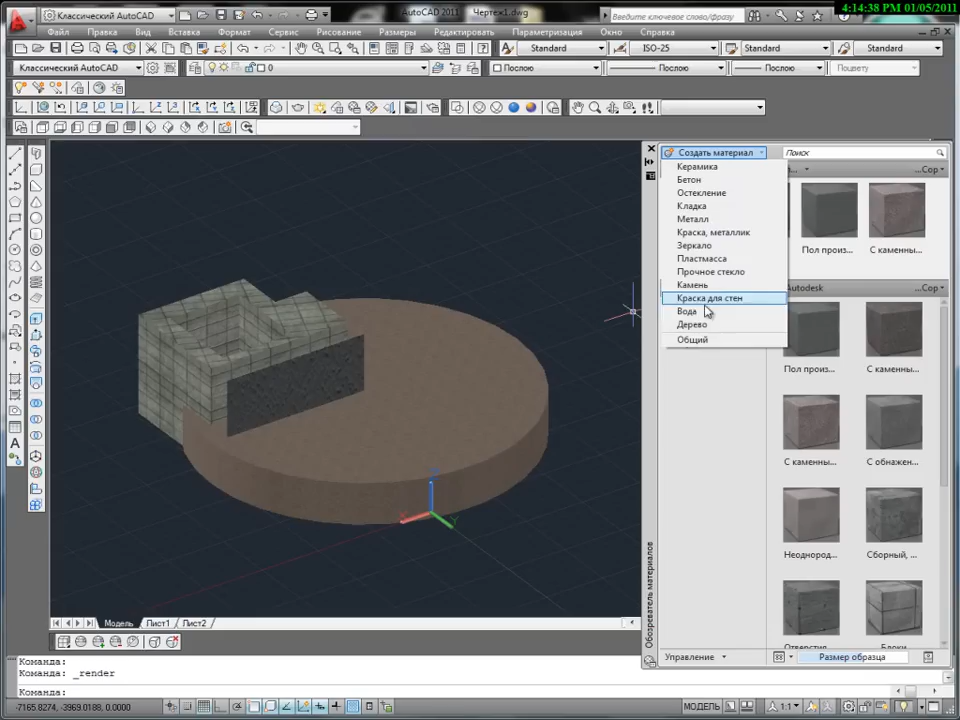 4:14:38 PM 01/05/2011
Классический AutoCAD
AutoCAD 2011
Чертеж1.dwg
Введите ключевое слово/фразу
Файл Правка Вид Вставка Формат Сервис Рисование Размеры Редактировать Параметризация Окно Справка
Standard
ISO-25
Standard
Standard
Классический AutoCAD
0
Послою
Послою
Послою
Поцвету
Создать материал
Поиск
Керамика
Бетон
Остекление
Кладка
Металл
Краска, металлик
Зеркало
Пластмасса
Прочное стекло
Камень
Краска для стен
Вода
Дерево
Общий
...Сор
Пол произ...
С каменны...
Autodesk
...Сор
Пол произ...
С каменны...
С каменны...
С обнажен...
Неоднород...
Сборный, ...
Отверстия
Блоки
Обозреватель материалов
Управление
Размер образца
Модель
Лист1
Лист2
Команда:
Команда: _render
Команда:
-7165.8274, -3969.0188, 0.0000
МОДЕЛЬ
1:1